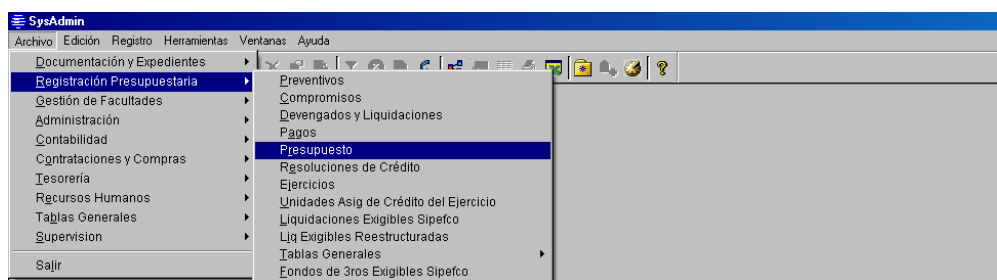 SysAdmin
Archivo Edición Registro Herramientas Ventanas Ayuda
Documentación y Expedientes
Registración Presupuestaria
Gestión de Facultades
Administración
Contabilidad
Contrataciones y Compras
Tesorería
Recursos Humanos
Tablas Generales
Supervision
Salir
Preventivos
Compromisos
Devengados y Liquidaciones
Pagos
Presupuesto
Resoluciones de Crédito
Ejercicios
Unidades Asig de Crédito del Ejercicio
Liquidaciones Exigibles Sipefco
Liq Exigibles Reestructuradas
Tablas Generales
Fondos de 3ros Exigibles Sipefco